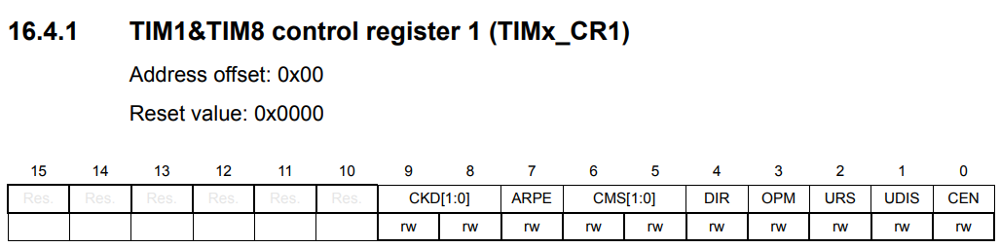 16.4.1 TIM1&TIM8 control register 1 (TIMx_CR1)
Address offset: 0x00
Reset value: 0x0000
15 14 13 12 11 10 9 8 7 6 5 4 3 2 1 0
Res. Res. Res. Res. Res. Res. CKD[1:0] ARPE CMS[1:0] DIR OPM URS UDIS CEN
rw rw rw rw rw rw rw rw rw rw